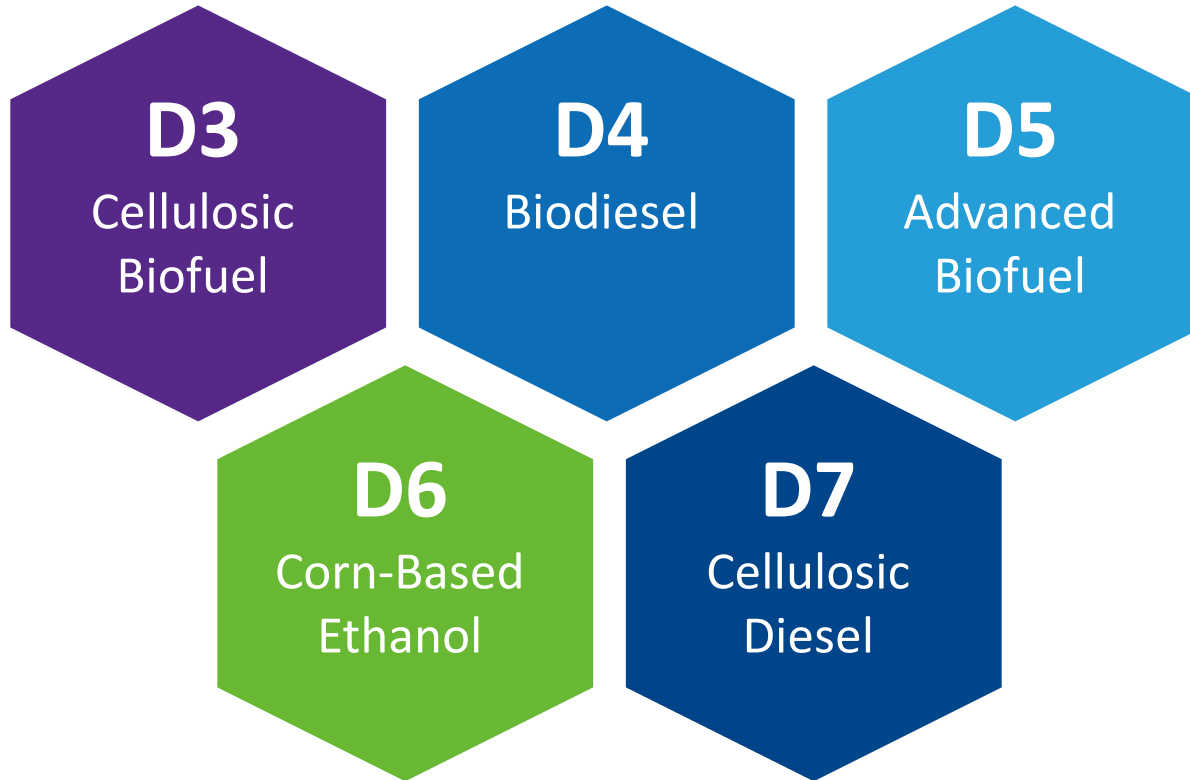 D3
Cellulosic
Biofuel
D4
Biodiesel
D5
Advanced
Biofuel
D6
Corn-Based
Ethanol
D7
Cellulosic
Diesel